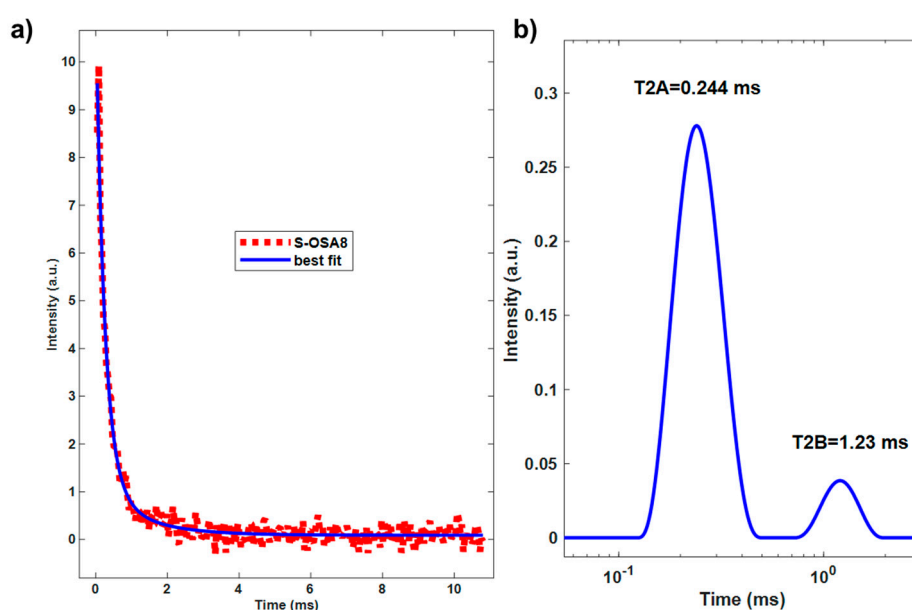 a)
10
9
8
7
6
5
4
3
2
1
0
Intensity (a.u.)
S-OSA8
best fit
0 2 4 6 8 10
Time (ms)
b)
T2A=0.244 ms
0.3
0.25
0.2
0.15
0.1
0.05
0
Intensity (a.u.)
T2B=1.23 ms
10-1 100
Time (ms)